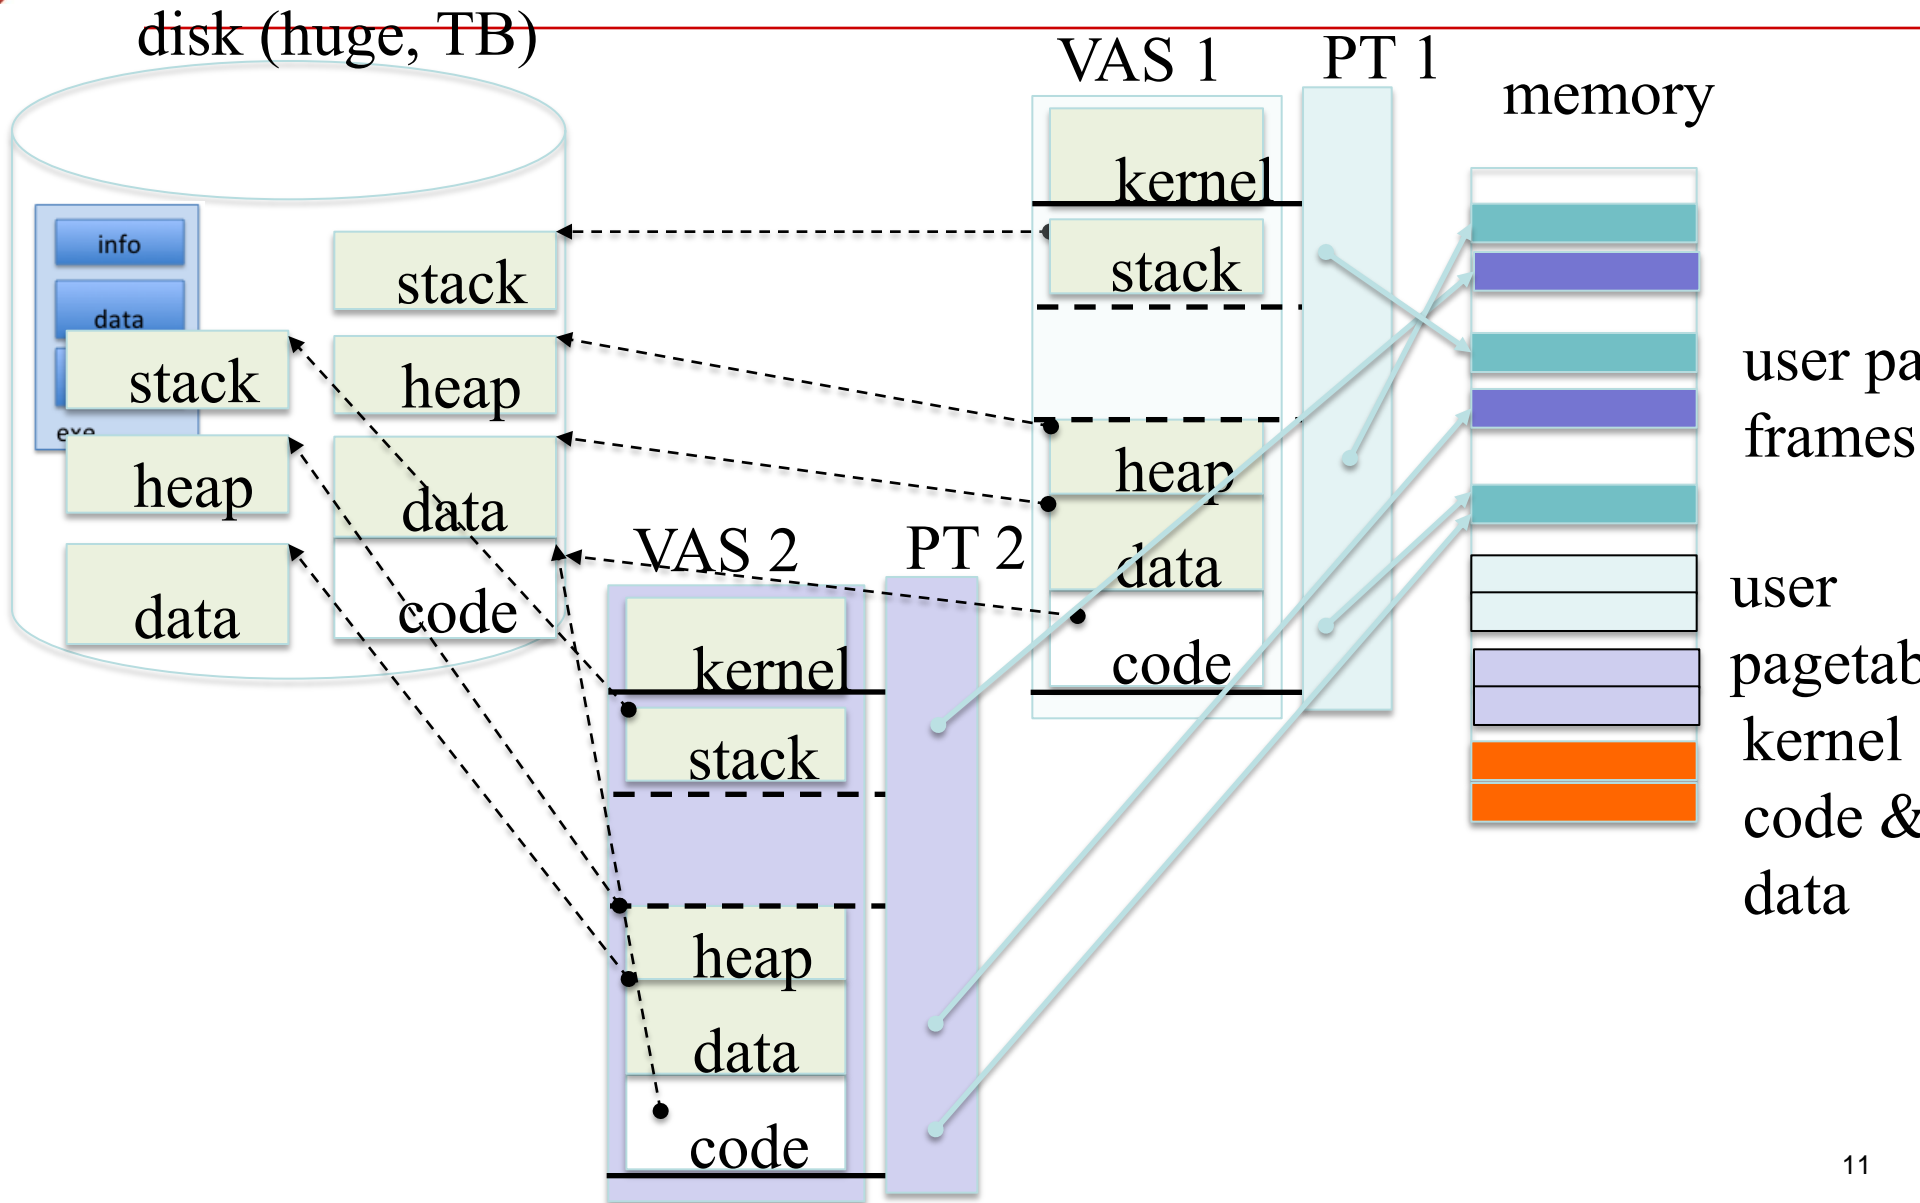 disk (huge, TB)
VAS 1
PT 1
memory
info
data
exe
stack
heap
data
stack
heap
data
code
kernel
stack
heap
data
code
VAS 2
PT 2
kernel
stack
heap
data
code
user pa
frames
user
pagetab
kernel
code &
data
11